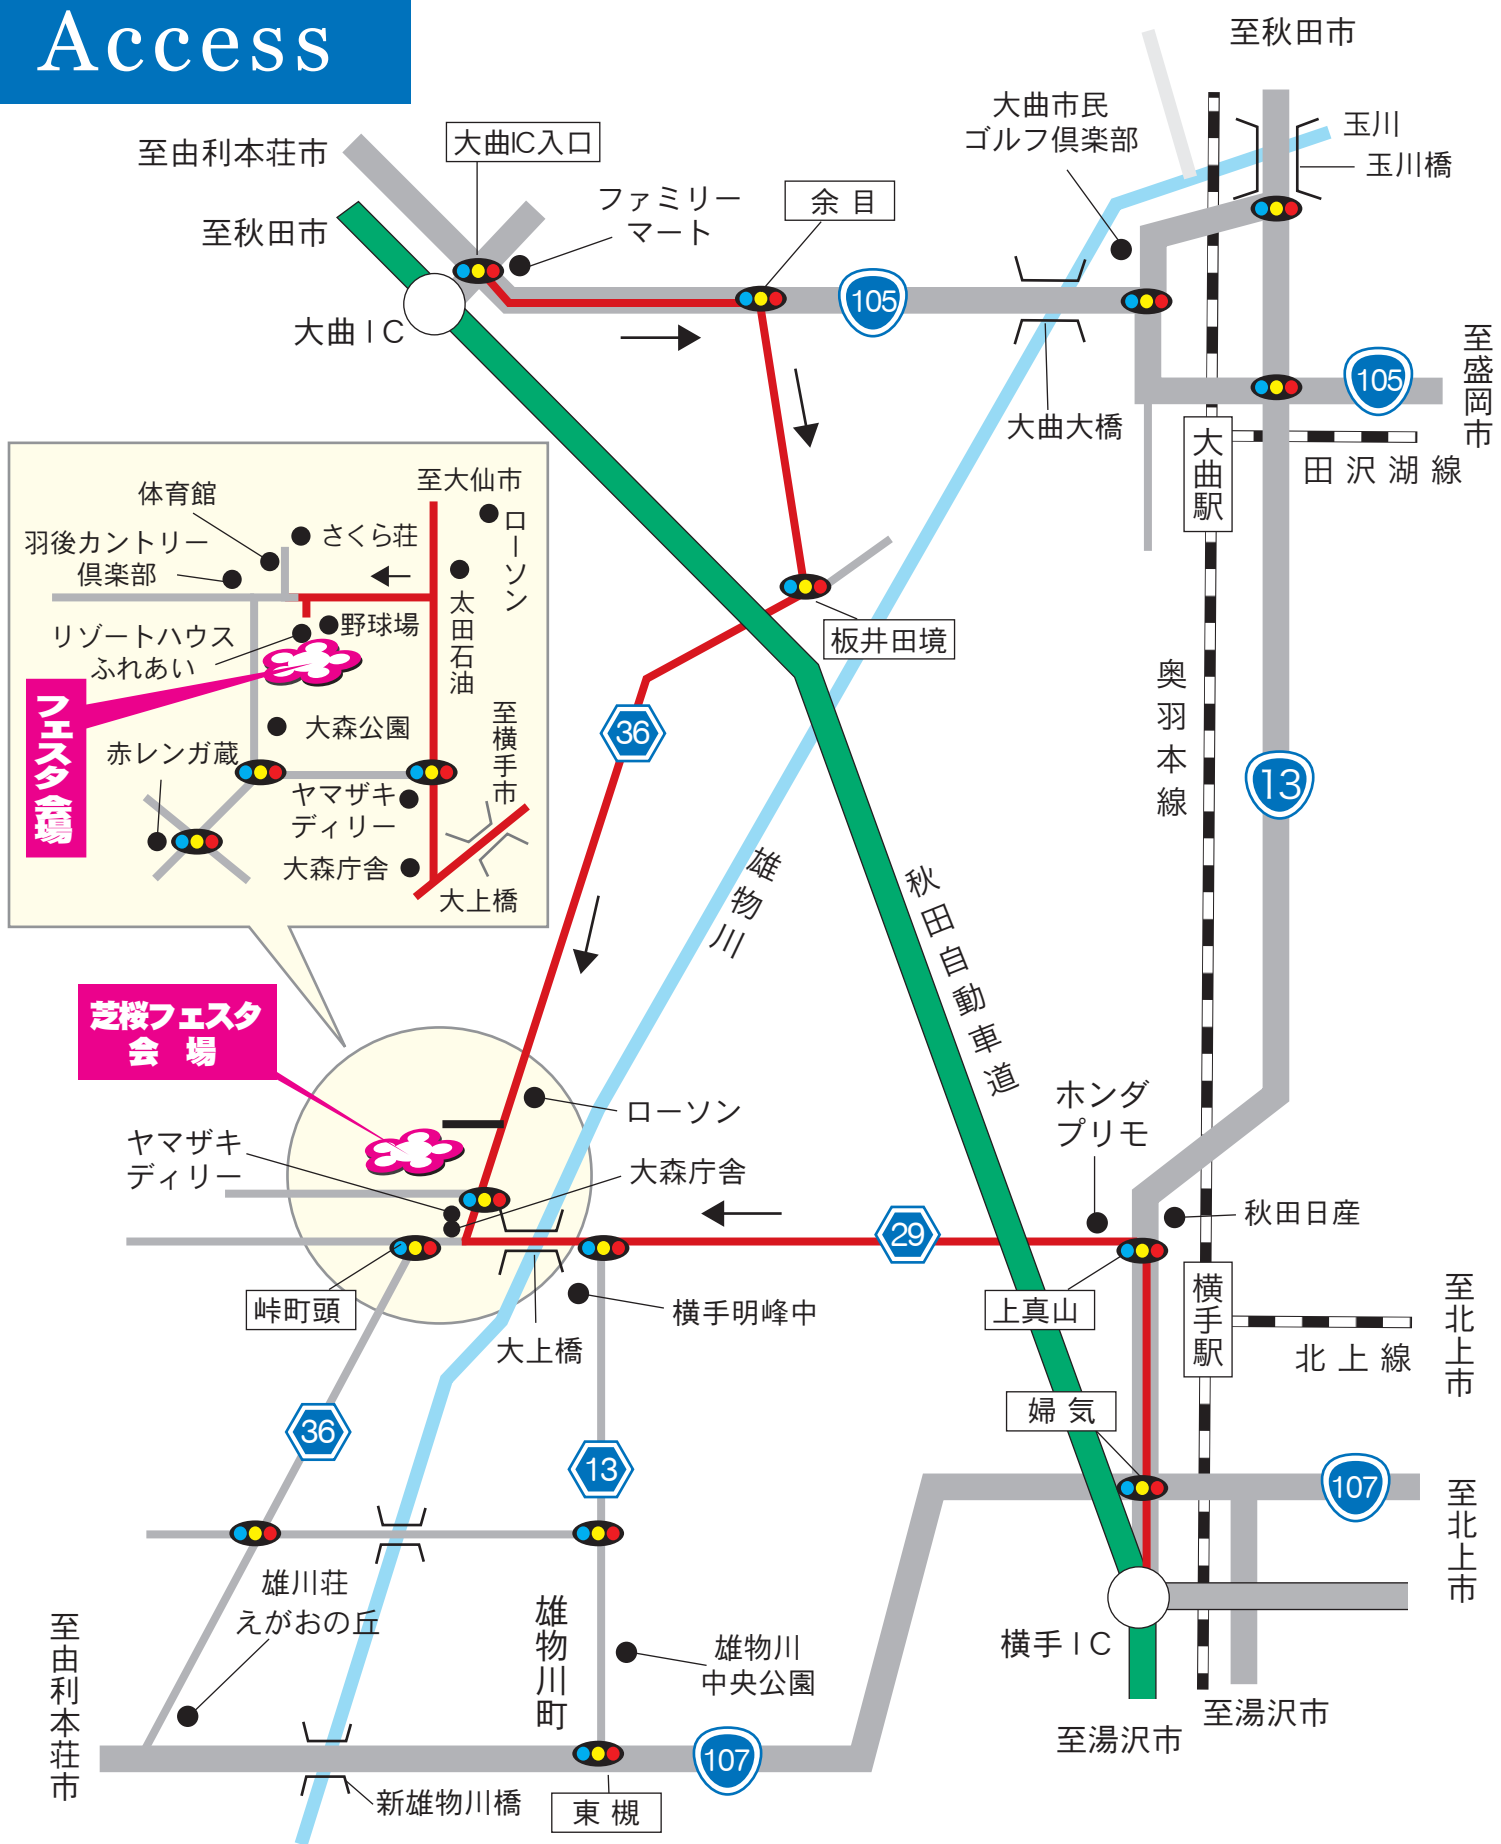 Access
至秋田市
大曲市民
ゴルフ倶楽部
玉川
玉川橋
至由利本荘市
大曲IC入口
至秋田市
ファミリー
マート
余目
105
大曲IC
大曲大橋
105
至盛岡市
大曲駅
田沢湖線
板井田境
36
奥羽本線
13
雄物川
秋田自動車道
至大仙市
体育館
さくら荘
ローソン
羽後カントリー
倶楽部
太田石油
野球場
リゾートハウス
ふれあい
フェスタ会場
大森公園
至横手市
赤レンガ蔵
ヤマザキ
ディリー
大森庁舎
大上橋
芝桜フェスタ
会場
ローソン
ヤマザキ
ディリー
大森庁舎
ホンダ
プリモ
秋田日産
29
峠町頭
大上橋
横手明峰中
上真山
横手駅
至北上市
北上線
36
13
婦気
107
至北上市
雄川荘
えがおの丘
雄物川町
雄物川
中央公園
横手IC
至湯沢市
至湯沢市
至由利本荘市
107
新雄物川橋
東槻